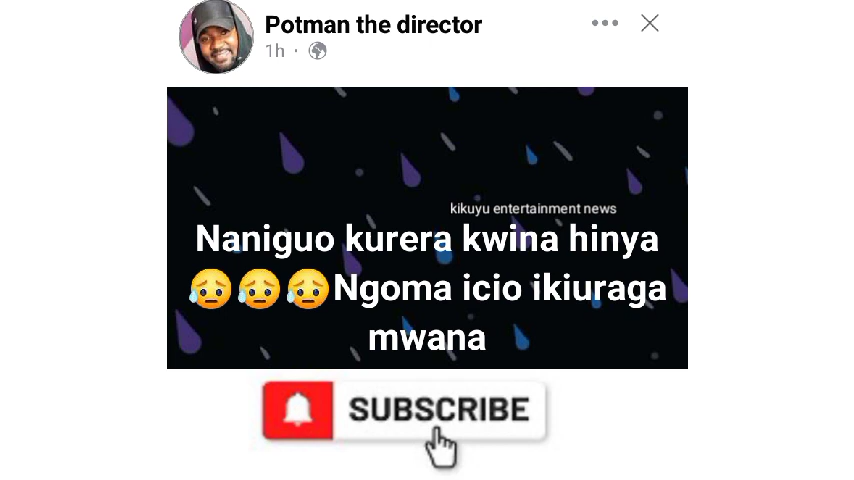 Potman the director
1h ·
kikuyu entertainment news
Naniguo kurera kwina hinya
😥😥😥Ngoma icio ikiuraga
mwana
SUBSCRIBE